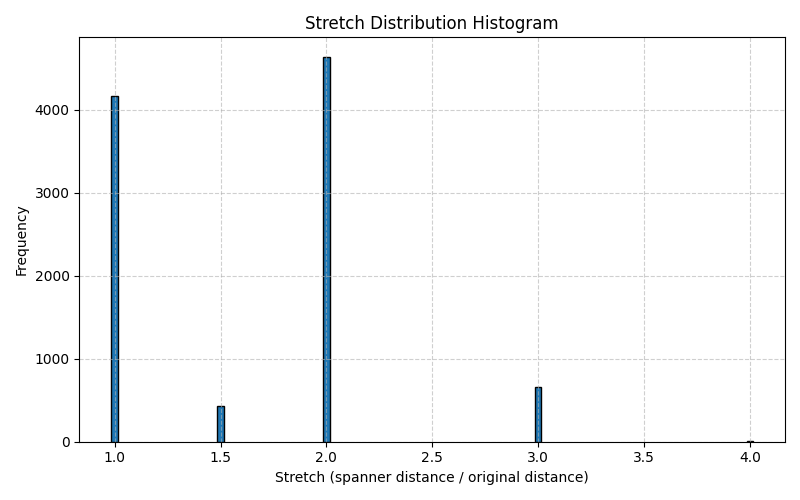 Stretch Distribution Histogram
Frequency
4000
3000
2000
1000
0
1.0 1.5 2.0 2.5 3.0 3.5 4.0
Stretch (spanner distance / original distance)